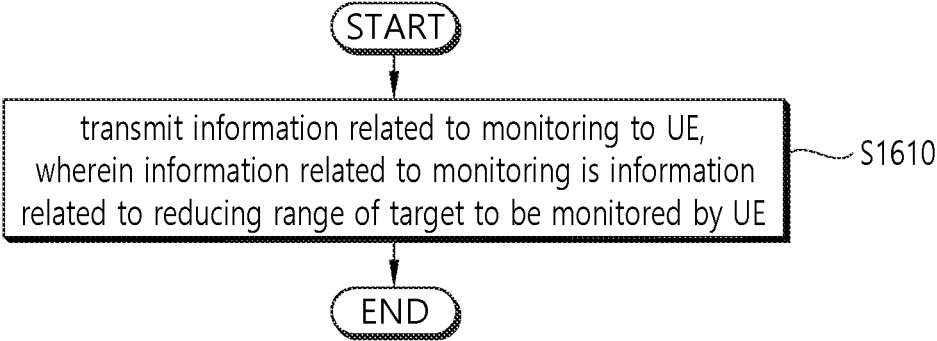 START
transmit information related to monitoring to UE,
wherein information related to monitoring is information
related to reducing range of target to be monitored by UE
S1610
END